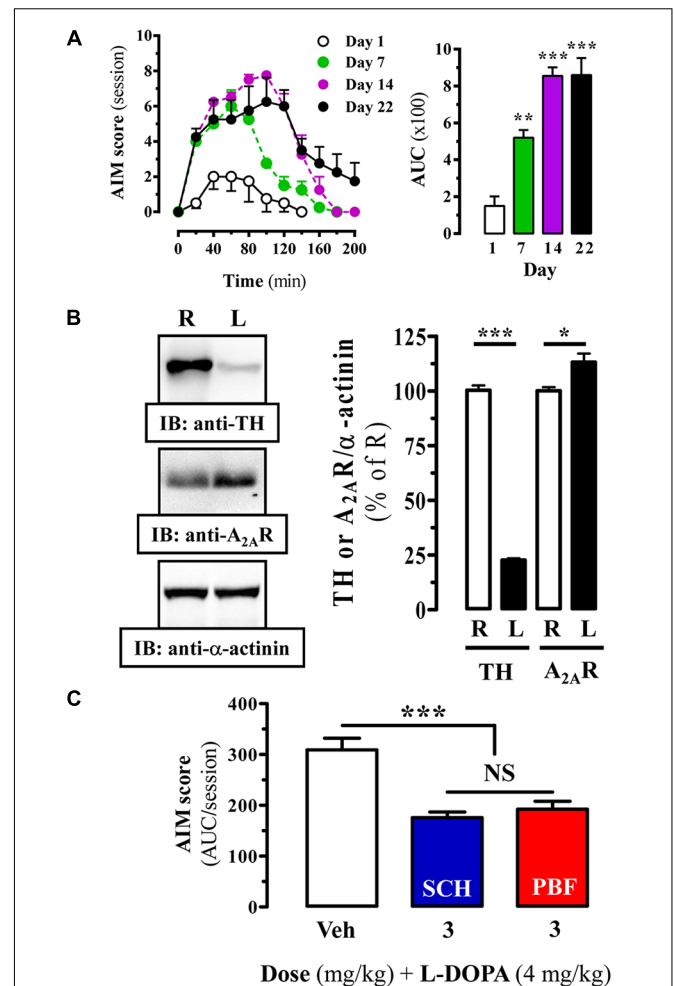 A
AIM score (session)
10
8
6
4
2
0
0 40 80 120 160 200
Time (min)
Day 1
Day 7
Day 14
Day 22
AUC (x100)
10
8
6
4
2
0
** *** ***
1 7 14 22
Day
B
R L
IB: anti-TH
IB: anti-A₂ₐR
IB: anti-α-actinin
TH or A₂ₐR/α-actinin
(% of R)
125
100
75
50
25
0
*** *
R L R L
TH A₂ₐR
C
AIM score
(AUC/session)
400
300
200
100
0
***
NS
SCH PBF
Veh 3 3
Dose (mg/kg) + L-DOPA (4 mg/kg)